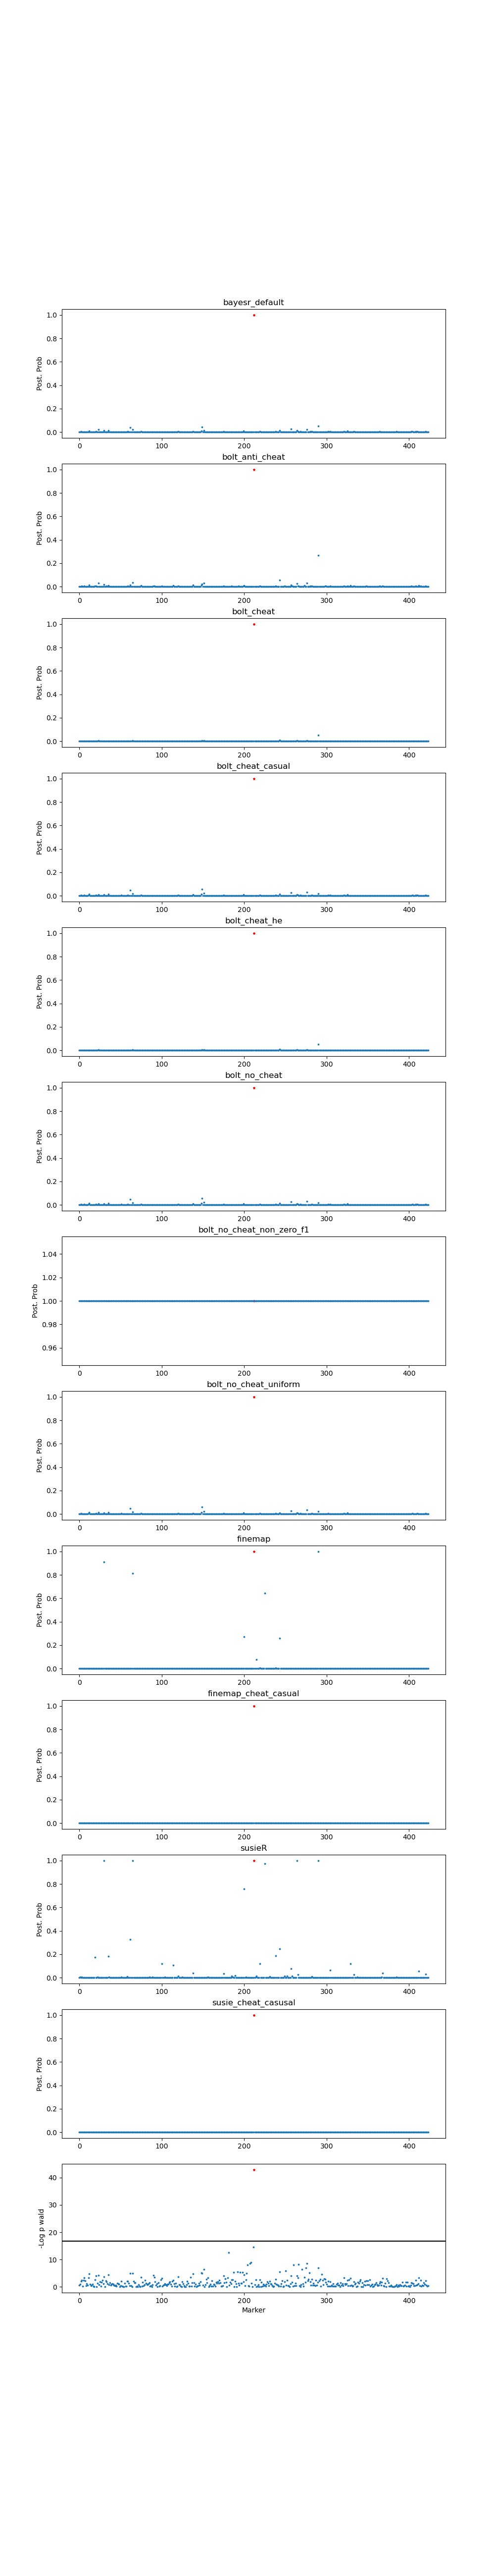 bayesr_default
Post. Prob
1.0
0.8
0.6
0.4
0.2
0.0
0 100 200 300 400
bolt_anti_cheat
Post. Prob
1.0
0.8
0.6
0.4
0.2
0.0
0 100 200 300 400
bolt_cheat
Post. Prob
1.0
0.8
0.6
0.4
0.2
0.0
0 100 200 300 400
bolt_cheat_casual
Post. Prob
1.0
0.8
0.6
0.4
0.2
0.0
0 100 200 300 400
bolt_cheat_he
Post. Prob
1.0
0.8
0.6
0.4
0.2
0.0
0 100 200 300 400
bolt_no_cheat
Post. Prob
1.0
0.8
0.6
0.4
0.2
0.0
0 100 200 300 400
bolt_no_cheat_non_zero_f1
Post. Prob
1.04
1.02
1.00
0.98
0.96
0 100 200 300 400
bolt_no_cheat_uniform
Post. Prob
1.0
0.8
0.6
0.4
0.2
0.0
0 100 200 300 400
finemap
Post. Prob
1.0
0.8
0.6
0.4
0.2
0.0
0 100 200 300 400
finemap_cheat_casual
Post. Prob
1.0
0.8
0.6
0.4
0.2
0.0
0 100 200 300 400
susieR
Post. Prob
1.0
0.8
0.6
0.4
0.2
0.0
0 100 200 300 400
susie_cheat_casusal
Post. Prob
1.0
0.8
0.6
0.4
0.2
0.0
0 100 200 300 400
-Log p wald
40
30
20
10
0
0 100 200 300 400
Marker